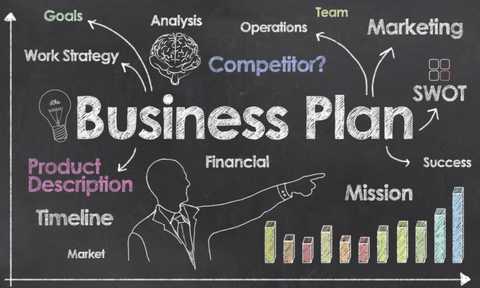 Goals
Analysis
Team
Operations
Marketing
Work Strategy
Competitor?
SWOT
Business Plan
Product
Description
Financial
Success
Mission
Timeline
Market